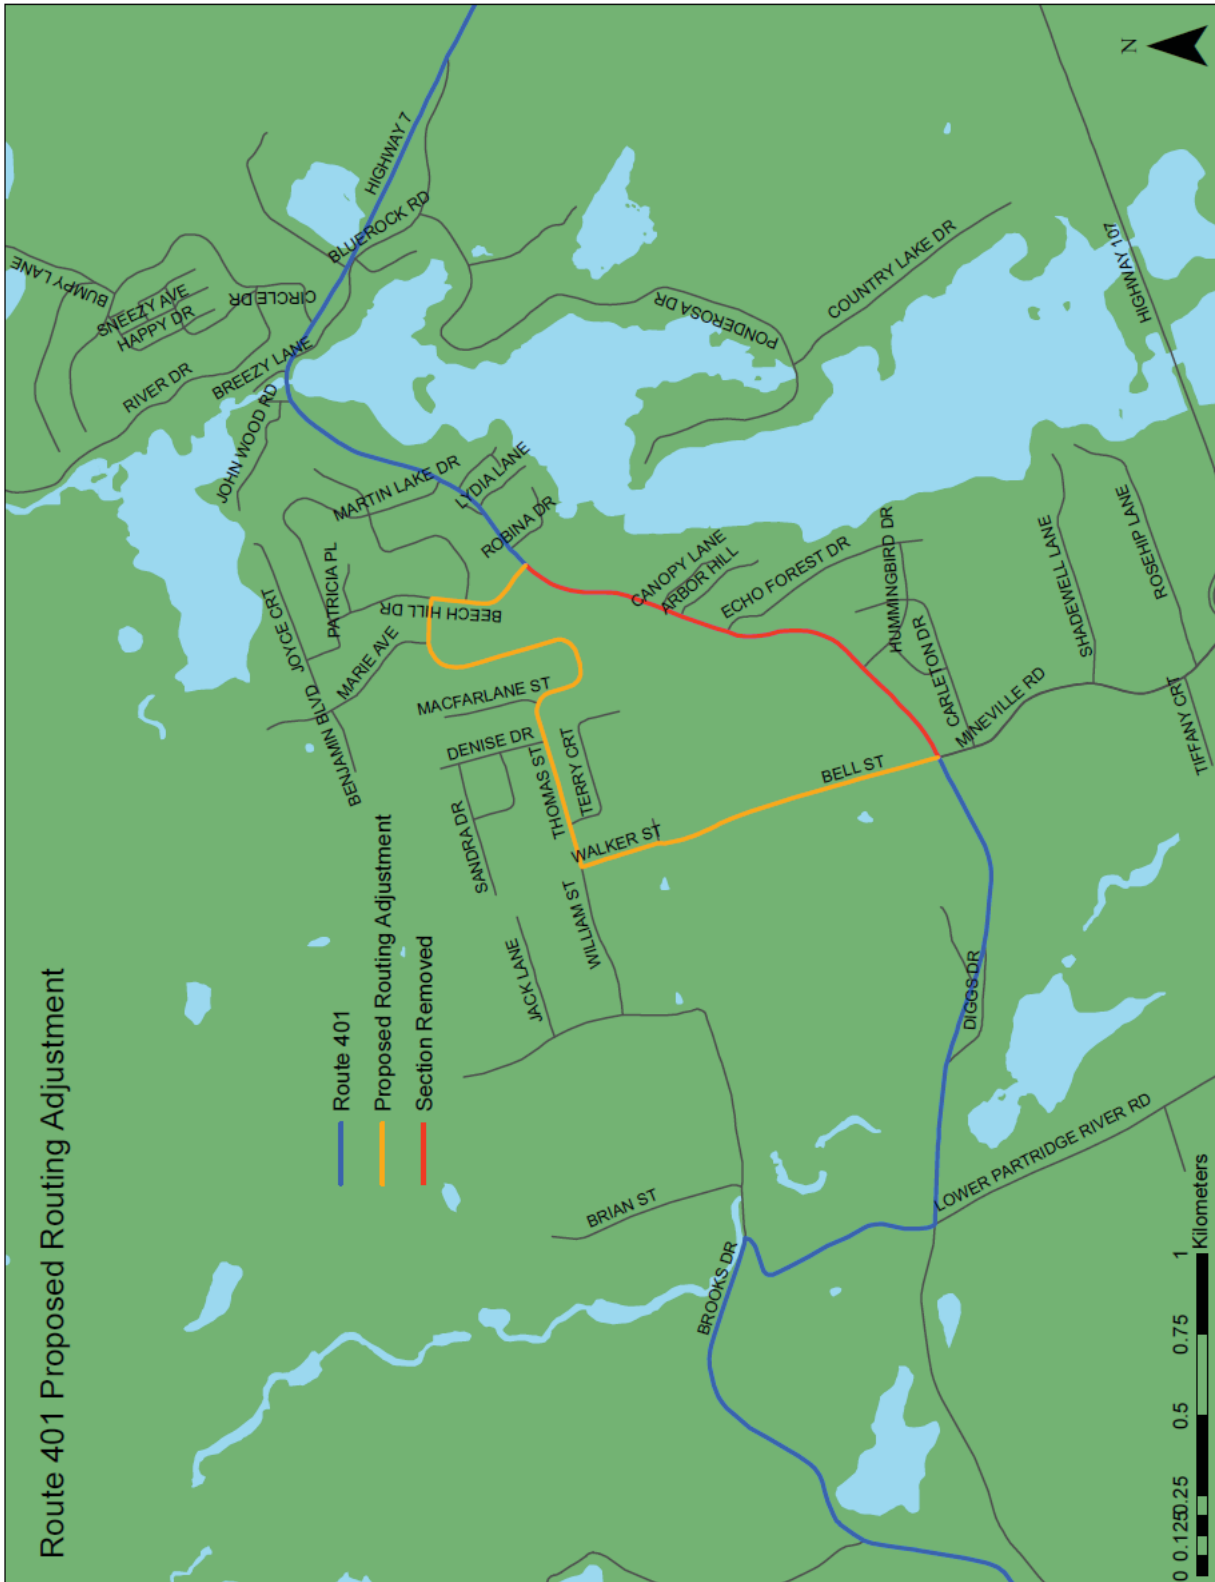 Route 401 Proposed Routing Adjustment
Route 401
Proposed Routing Adjustment
Section Removed
BUMPY LANE
SNEEZY AVE
HAPPY DR
CIRCLE DR
RIVER DR
BREEZY LANE
JOHN WOOD RD
HIGHWAY 7
BLUEROCK RD
MARTIN LAKE DR
LYDIA LANE
ROBINA DR
PATRICIA PL
JOYCE CRT
BEECH HILL DR
MARIE AVE
BENJAMIN BLVD
MACFARLANE ST
DENISE DR
SANDRA DR
THOMAS ST
TERRY CRT
WALKER ST
WILLIAM ST
JACK LANE
BELL ST
PONDEROSA DR
COUNTRY LAKE DR
HIGHWAY 107
CANOPY LANE
ARBOR HILL
ECHO FOREST DR
HUMMINGBIRD DR
CARLETON DR
MINEVILLE RD
SHADEWELL LANE
ROSEHIP LANE
TIFFANY CRT
DIGGS DR
LOWER PARTRIDGE RIVER RD
BRIAN ST
BROOKS DR
N
0 0.125 0.25 0.5 0.75 1
Kilometers